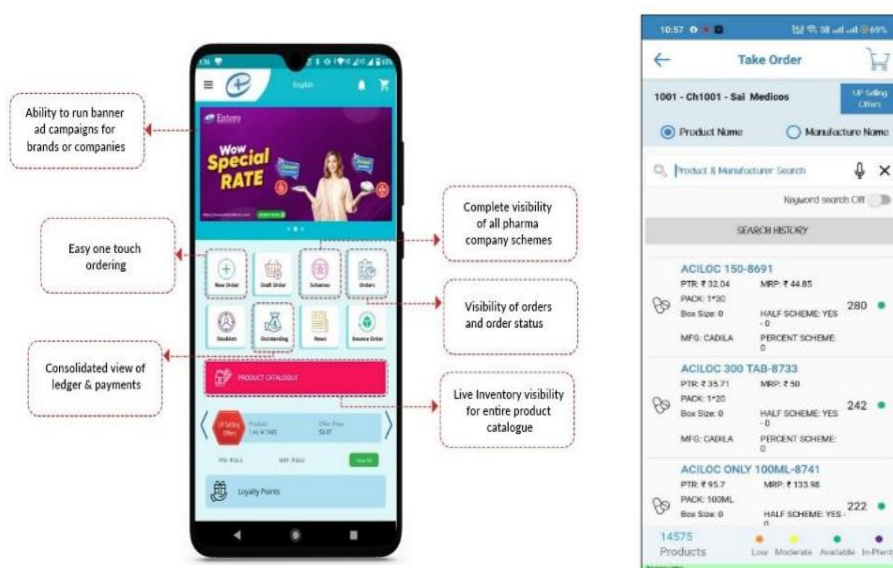 Ability to run banner
ad campaigns for
brands or companies
Easy one touch
ordering
Consolidated view of
ledger & payments
English
Entero
Wow
Special
RATE
New Order
Draft Order
Schemes
Orders
Stockists
Outstanding
News
Bounce Order
PRODUCT CATALOGUE
UP Selling
Offers
Product
Offer Price
View All
Loyalty Points
Complete visibility
of all pharma
company schemes
Visibility of orders
and order status
Live Inventory visibility
for entire product
catalogue
10:57
69%
Take Order
1001 - Ch1001 - Sai Medicos
UP Selling
Offers
Product Name
Manufacture Name
Product & Manufacturer Search
Keyword search Off
SEARCH HISTORY
ACILOC 150-8691
PTR: ₹ 32.04 MRP: ₹ 44.85
PACK: 1*30
280
Box Size: 0 HALF SCHEME: YES
- 0
MFG: CADILA PERCENT SCHEME:
0
ACILOC 300 TAB-8733
PTR: ₹ 35.71 MRP: ₹ 50
PACK: 1*20
242
Box Size: 0 HALF SCHEME: YES
- 0
MFG: CADILA PERCENT SCHEME:
0
ACILOC ONLY 100ML-8741
PTR: ₹ 95.7 MRP: ₹ 133.98
PACK: 100ML
222
Box Size: 0 HALF SCHEME: YES -
14575
Products
Low Moderate Available In-Plenty